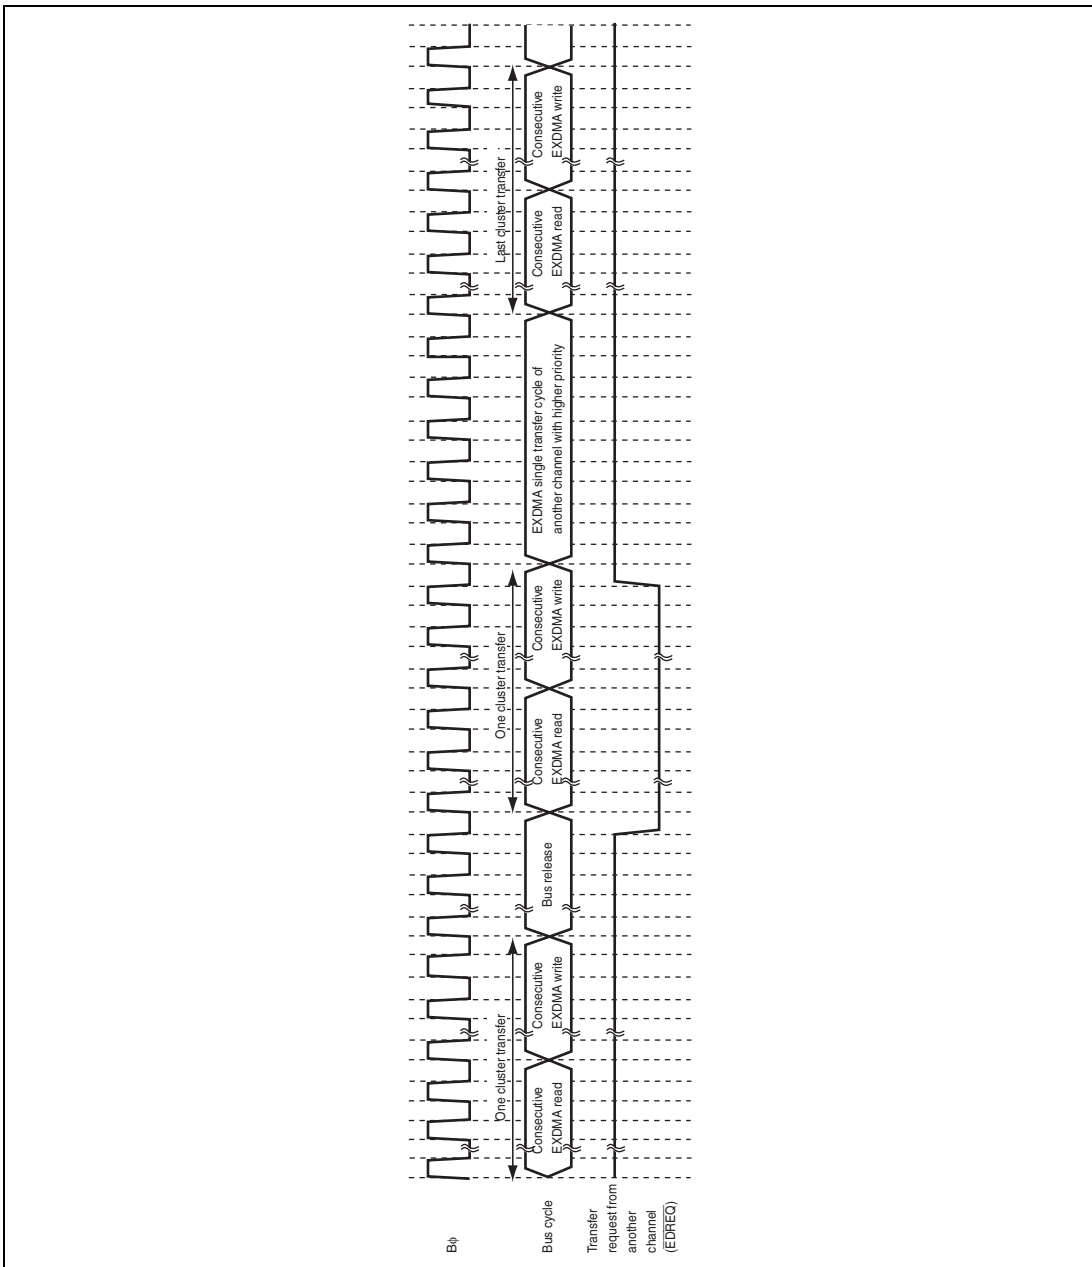 Bϕ
Bus cycle
Transfer
request from
another
channel
(EDREQ)
One cluster transfer
Consecutive
EXDMA read
Consecutive
EXDMA write
Bus release
One cluster transfer
Consecutive
EXDMA read
Consecutive
EXDMA write
EXDMA single transfer cycle of
another channel with higher priority
Last cluster transfer
Consecutive
EXDMA read
Consecutive
EXDMA write